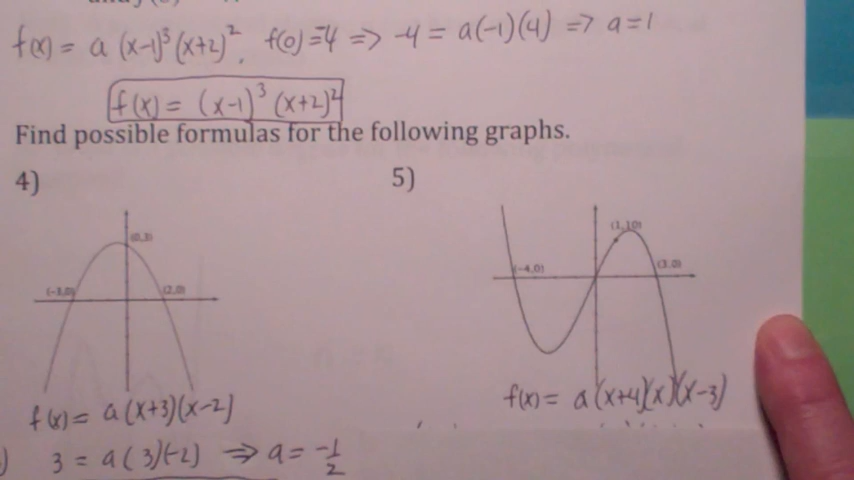 f(x) = a (x-1)³ (x+2)², f(0)=-4 => -4 = a(-1)(4) => a=1
f(x) = (x-1)³ (x+2)²
Find possible formulas for the following graphs.
4)
5)
(0,3)
(-3,0)
(2,0)
(1,10)
(-4,0)
(3,0)
f(x) = a(x+3)(x-2)
f(x) = a(x+4)(x)(x-3)
3 = a(3)(-2) => a = -1/2